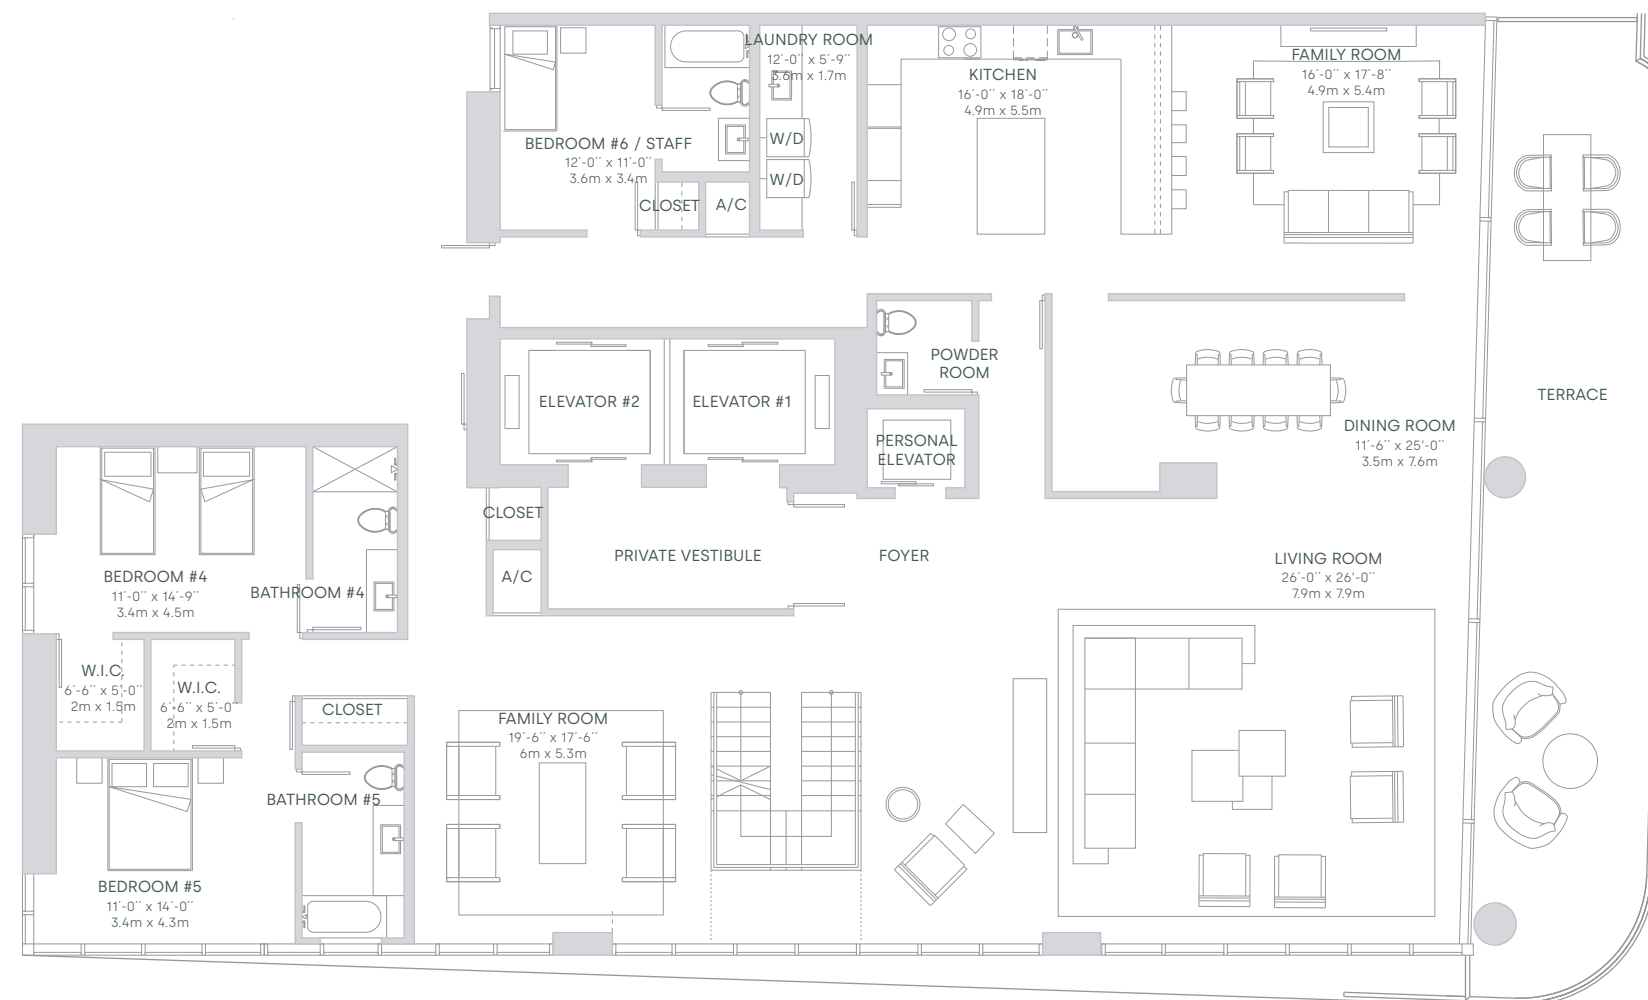 LAUNDRY ROOM
12'-0'' x 5'-9''
3.6m x 1.7m
KITCHEN
16'-0'' x 18'-0''
4.9m x 5.5m
FAMILY ROOM
16'-0'' x 17'-8''
4.9m x 5.4m
BEDROOM #6 / STAFF
12'-0'' x 11'-0''
3.6m x 3.4m
W/D
W/D
CLOSET
A/C
POWDER
ROOM
ELEVATOR #2
ELEVATOR #1
PERSONAL
ELEVATOR
TERRACE
DINING ROOM
11'-6'' x 25'-0''
3.5m x 7.6m
CLOSET
A/C
PRIVATE VESTIBULE
FOYER
LIVING ROOM
26'-0'' x 26'-0''
7.9m x 7.9m
BEDROOM #4
11'-0'' x 14'-9''
3.4m x 4.5m
BATHROOM #4
W.I.C.
6'-6'' x 5'-0''
2m x 1.5m
W.I.C.
6'-6'' x 5'-0''
2m x 1.5m
CLOSET
FAMILY ROOM
19'-6'' x 17'-6''
6m x 5.3m
BATHROOM #5
BEDROOM #5
11'-0'' x 14'-0''
3.4m x 4.3m